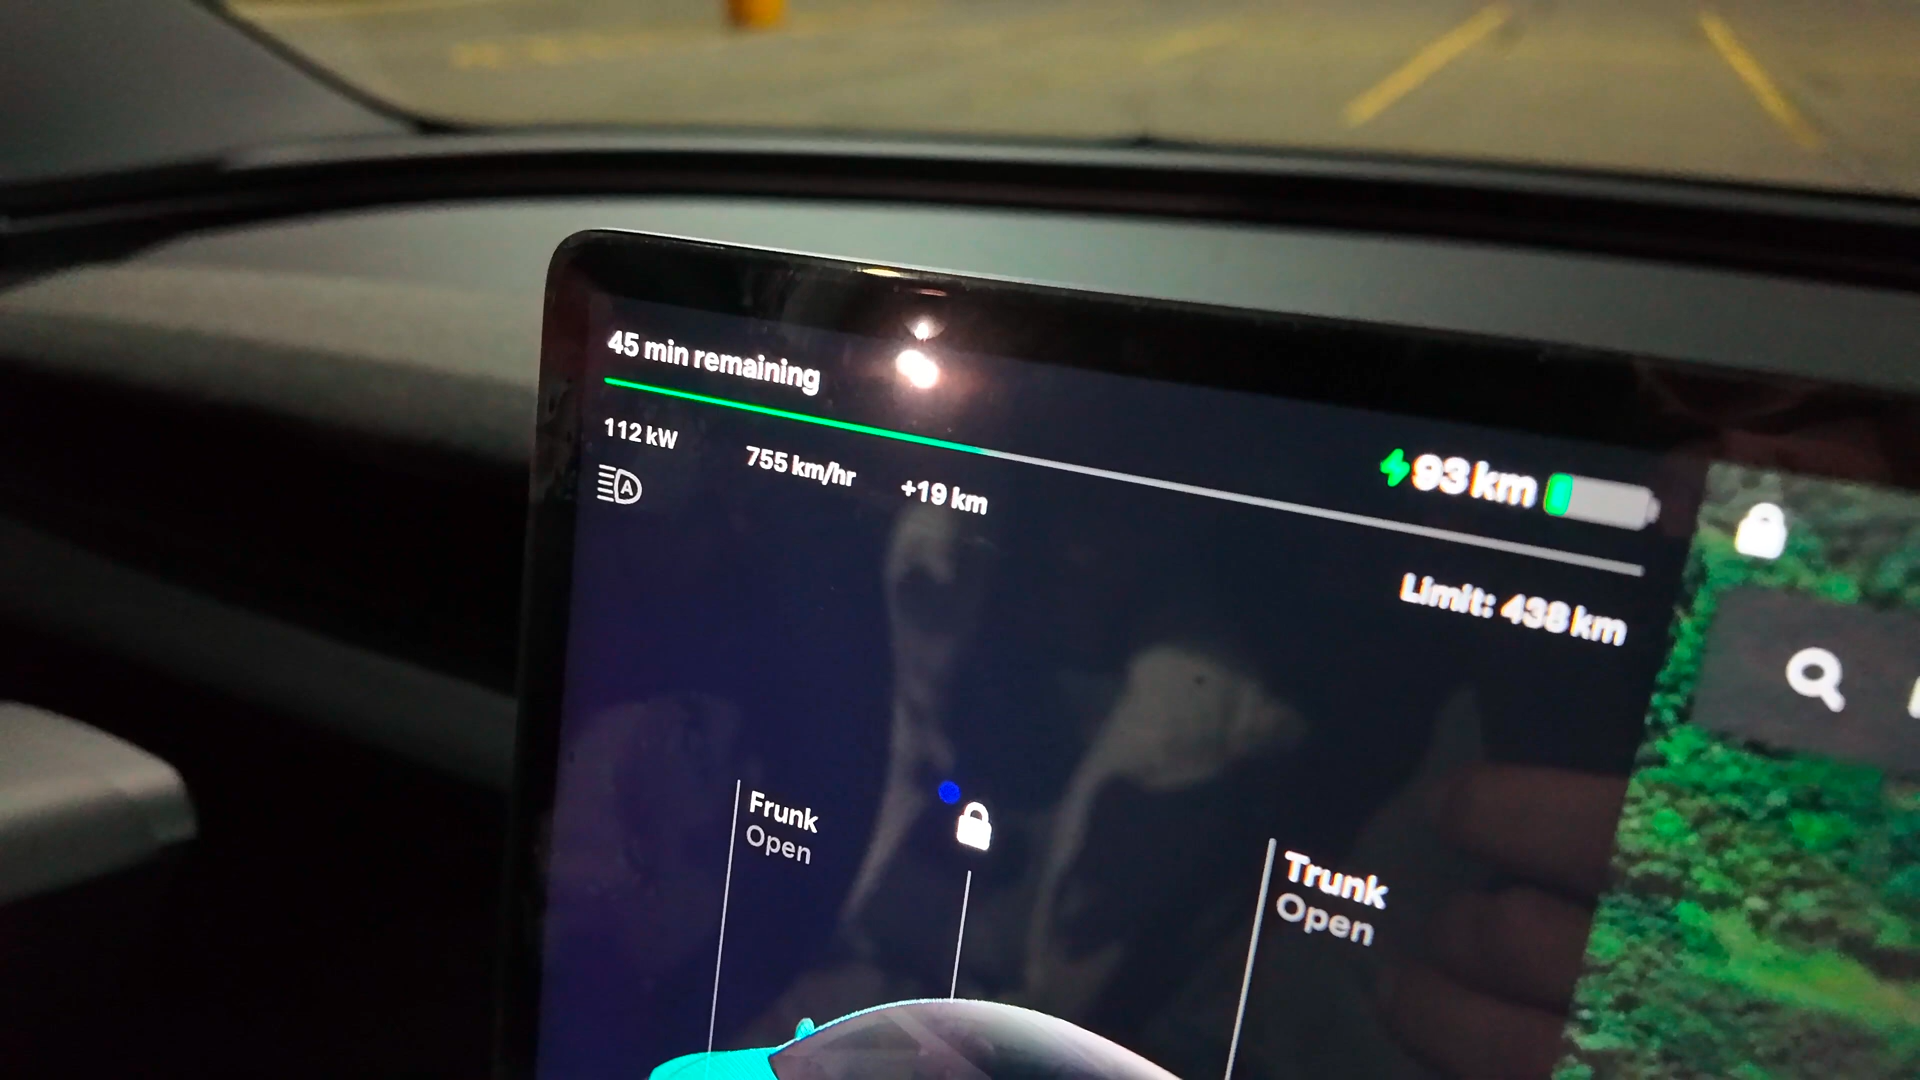 45 min remaining
112 kW
755 km/hr
+19 km
93 km
A
Limit: 438 km
Frunk
Open
Trunk
Open